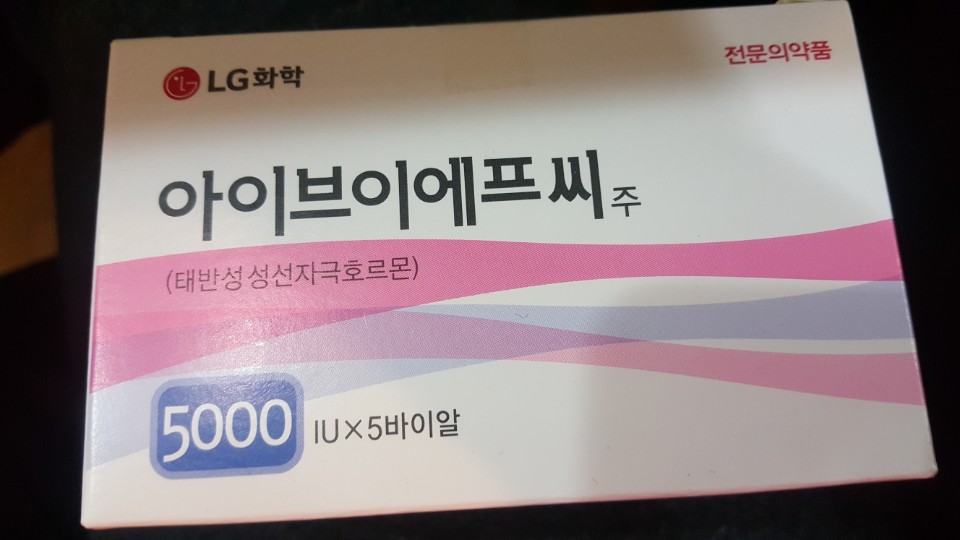 LG화학
전문의약품
아이브이에프씨주
(태반성성선자극호르몬)
5000 IU×5바이알